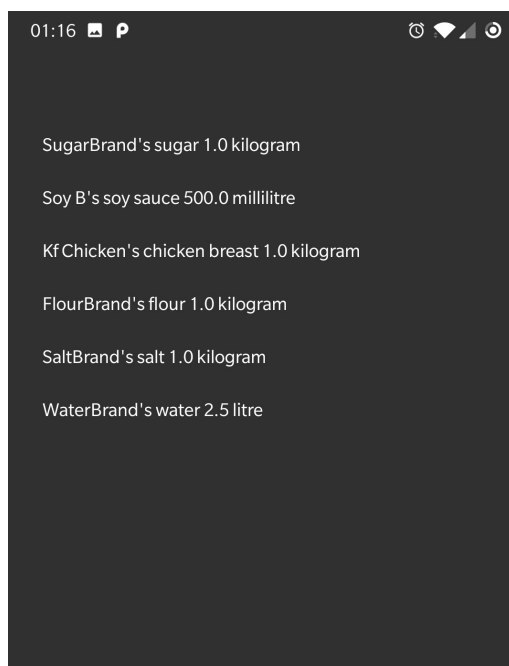 01:16
SugarBrand's sugar 1.0 kilogram
Soy B's soy sauce 500.0 millilitre
Kf Chicken's chicken breast 1.0 kilogram
FlourBrand's flour 1.0 kilogram
SaltBrand's salt 1.0 kilogram
WaterBrand's water 2.5 litre